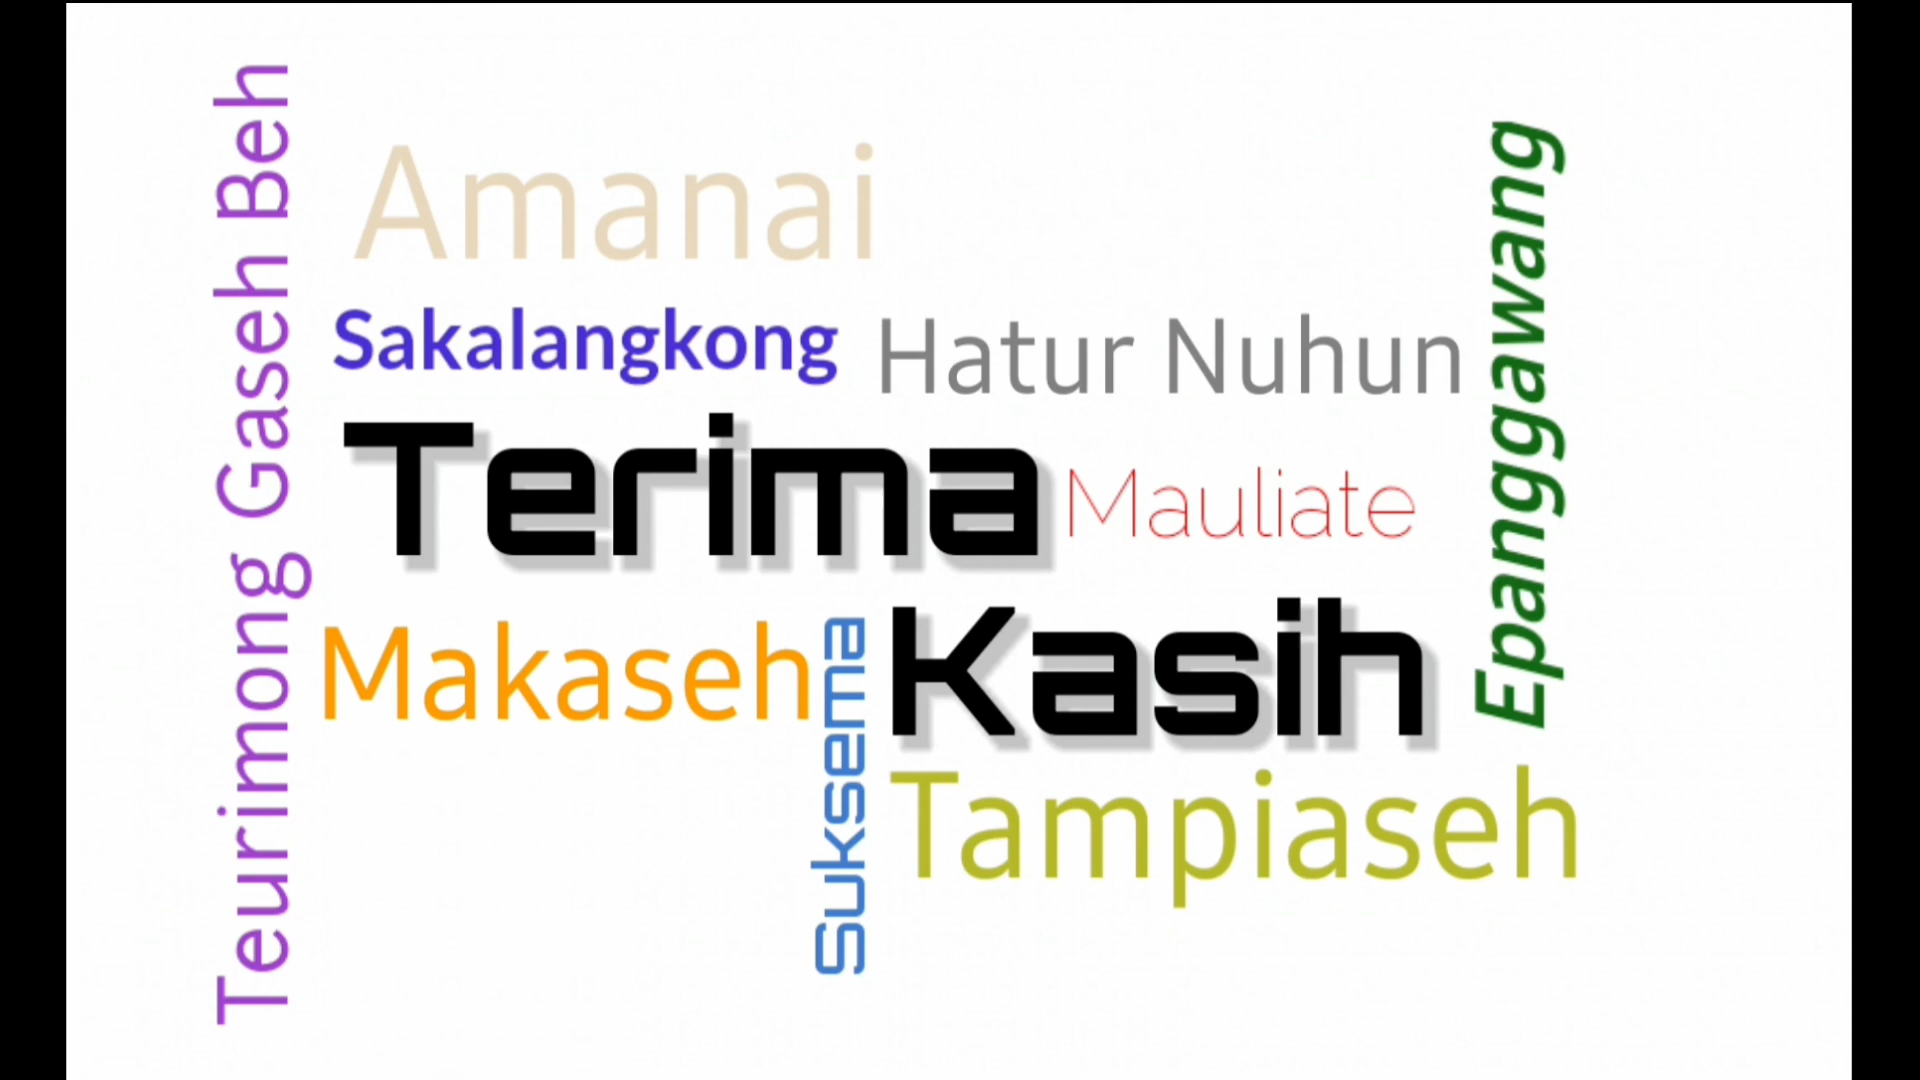 Teurimong Gaseh Beh
Amanai
Sakalangkong
Hatur Nuhun
Terima
Mauliate
Makaseh
Suksema
Kasih
Tampiaseh
Epanggawang